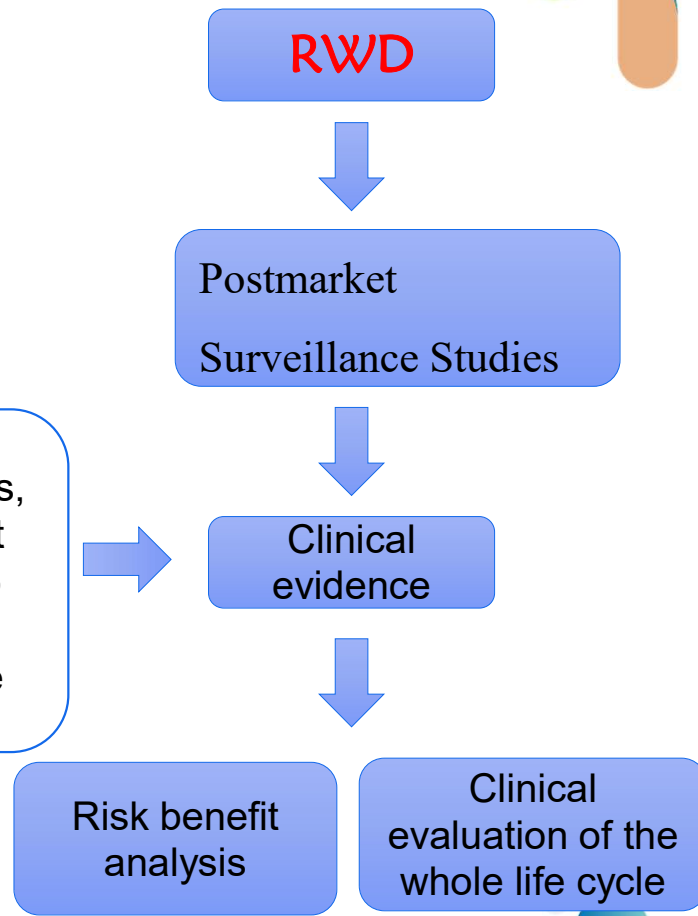 RWD
Postmarket
Surveillance Studies
Clinical
evidence
Risk benefit
analysis
Clinical
evaluation of the
whole life cycle